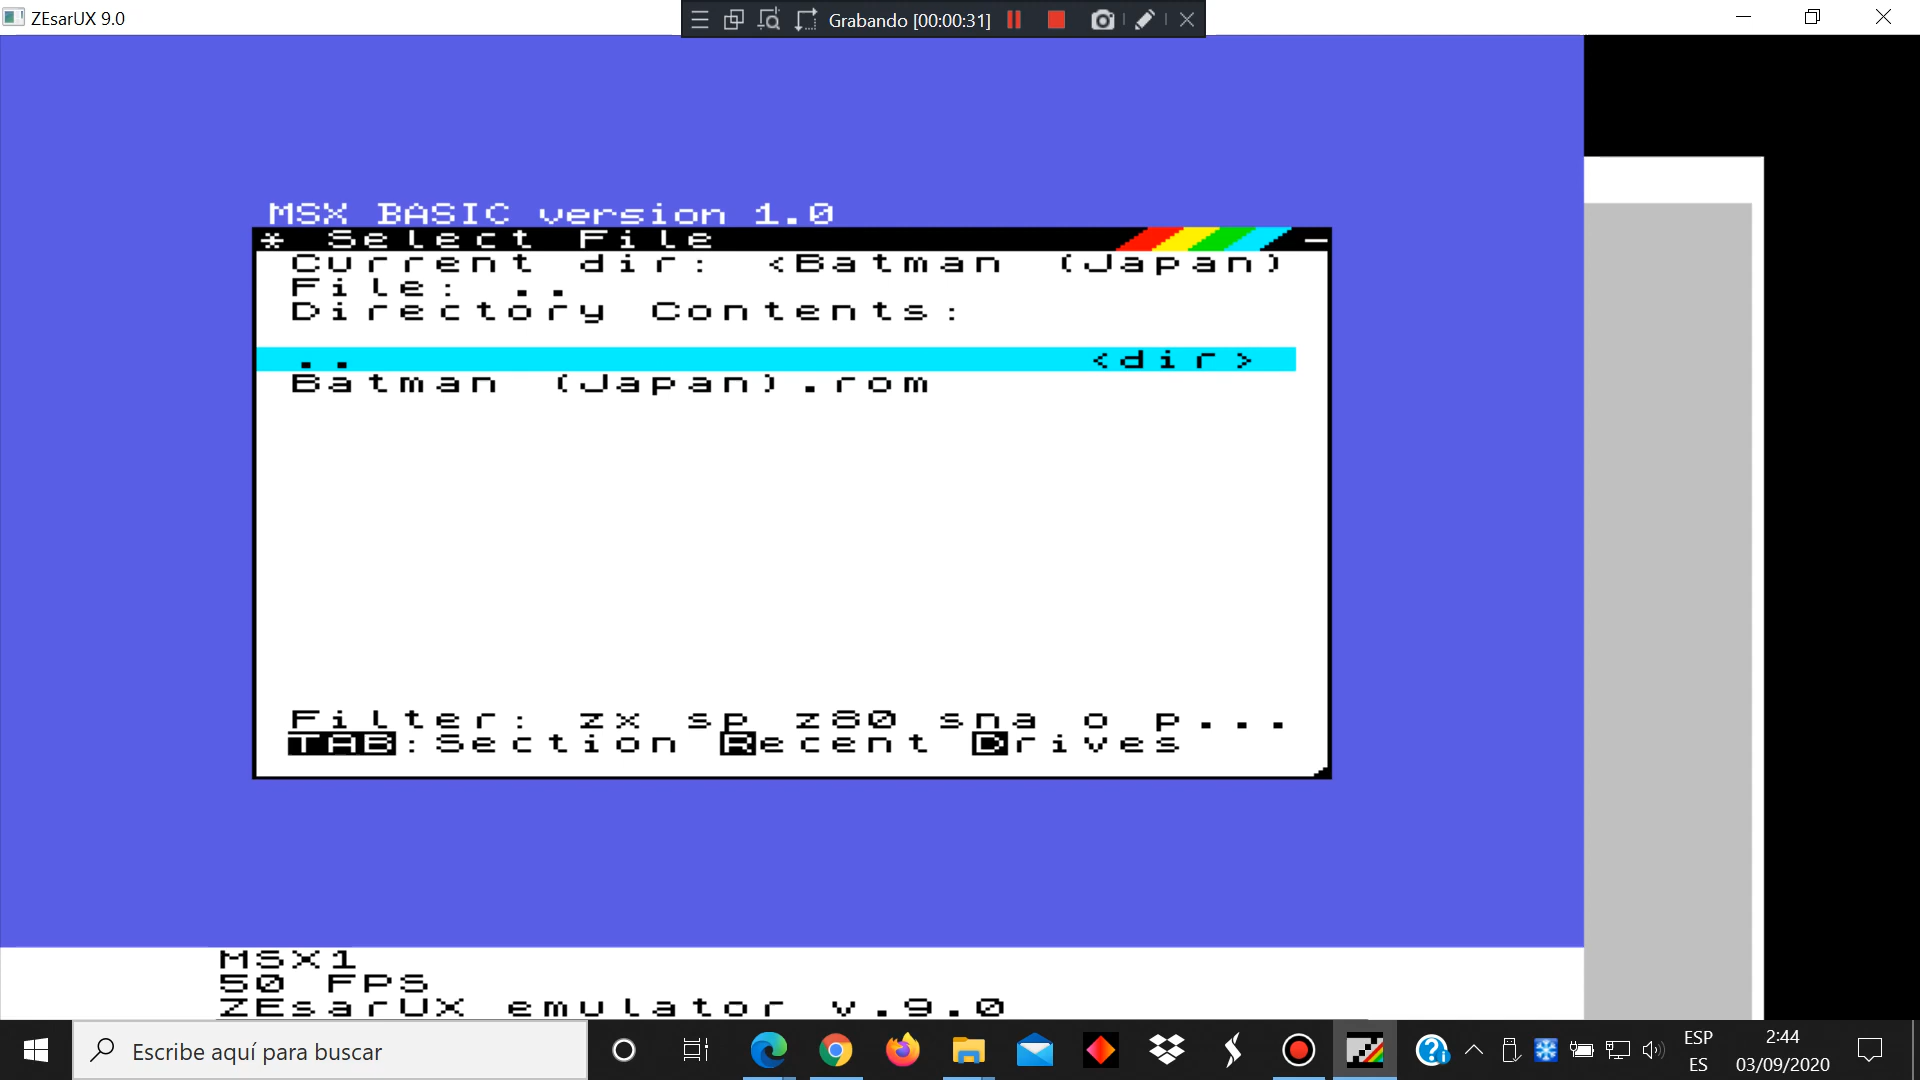 ZEsarUX 9.0
Grabando [00:00:31]
MSX BASIC version 1.0
* Select File
Current dir: <Batman (Japan)
File: ..
Directory Contents:
.. <dir>
Batman (Japan).rom
Filter: zx sp z80 sna o p...
TAB:Section Recent Drives
MSX1
50 FPS
ZEsarUX emulator v.9.0
Escribe aquí para buscar
ESP
ES
2:44
03/09/2020